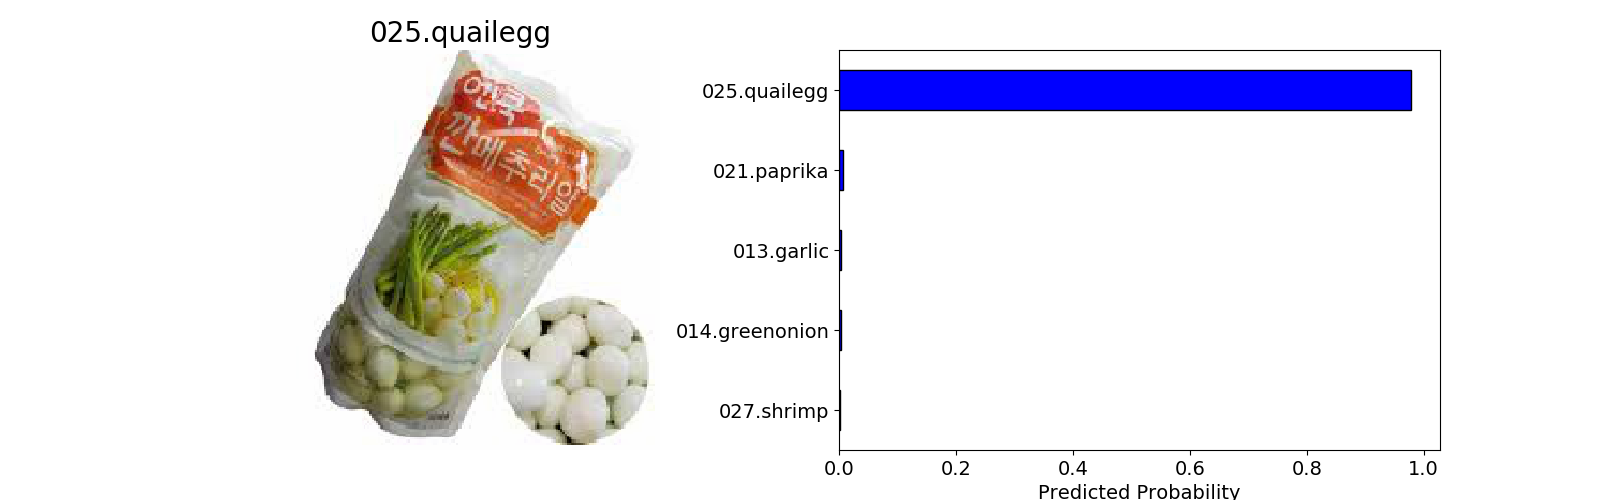 025.quailegg
깐메추리알
025.quailegg
021.paprika
013.garlic
014.greenonion
027.shrimp
0.0 0.2 0.4 0.6 0.8 1.0
Predicted Probability